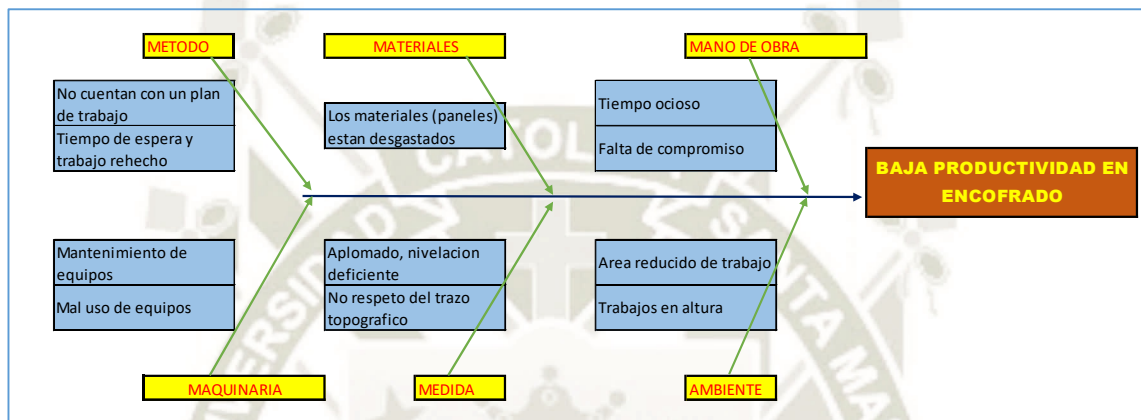 METODO
MATERIALES
MANO DE OBRA
No cuentan con un plan
de trabajo
Tiempo de espera y
trabajo rehecho
Los materiales (paneles)
estan desgastados
Tiempo ocioso
Falta de compromiso
BAJA PRODUCTIVIDAD EN
ENCOFRADO
Mantenimiento de
equipos
Mal uso de equipos
Aplomado, nivelacion
deficiente
No respeto del trazo
topografico
Area reducido de trabajo
Trabajos en altura
MAQUINARIA
MEDIDA
AMBIENTE